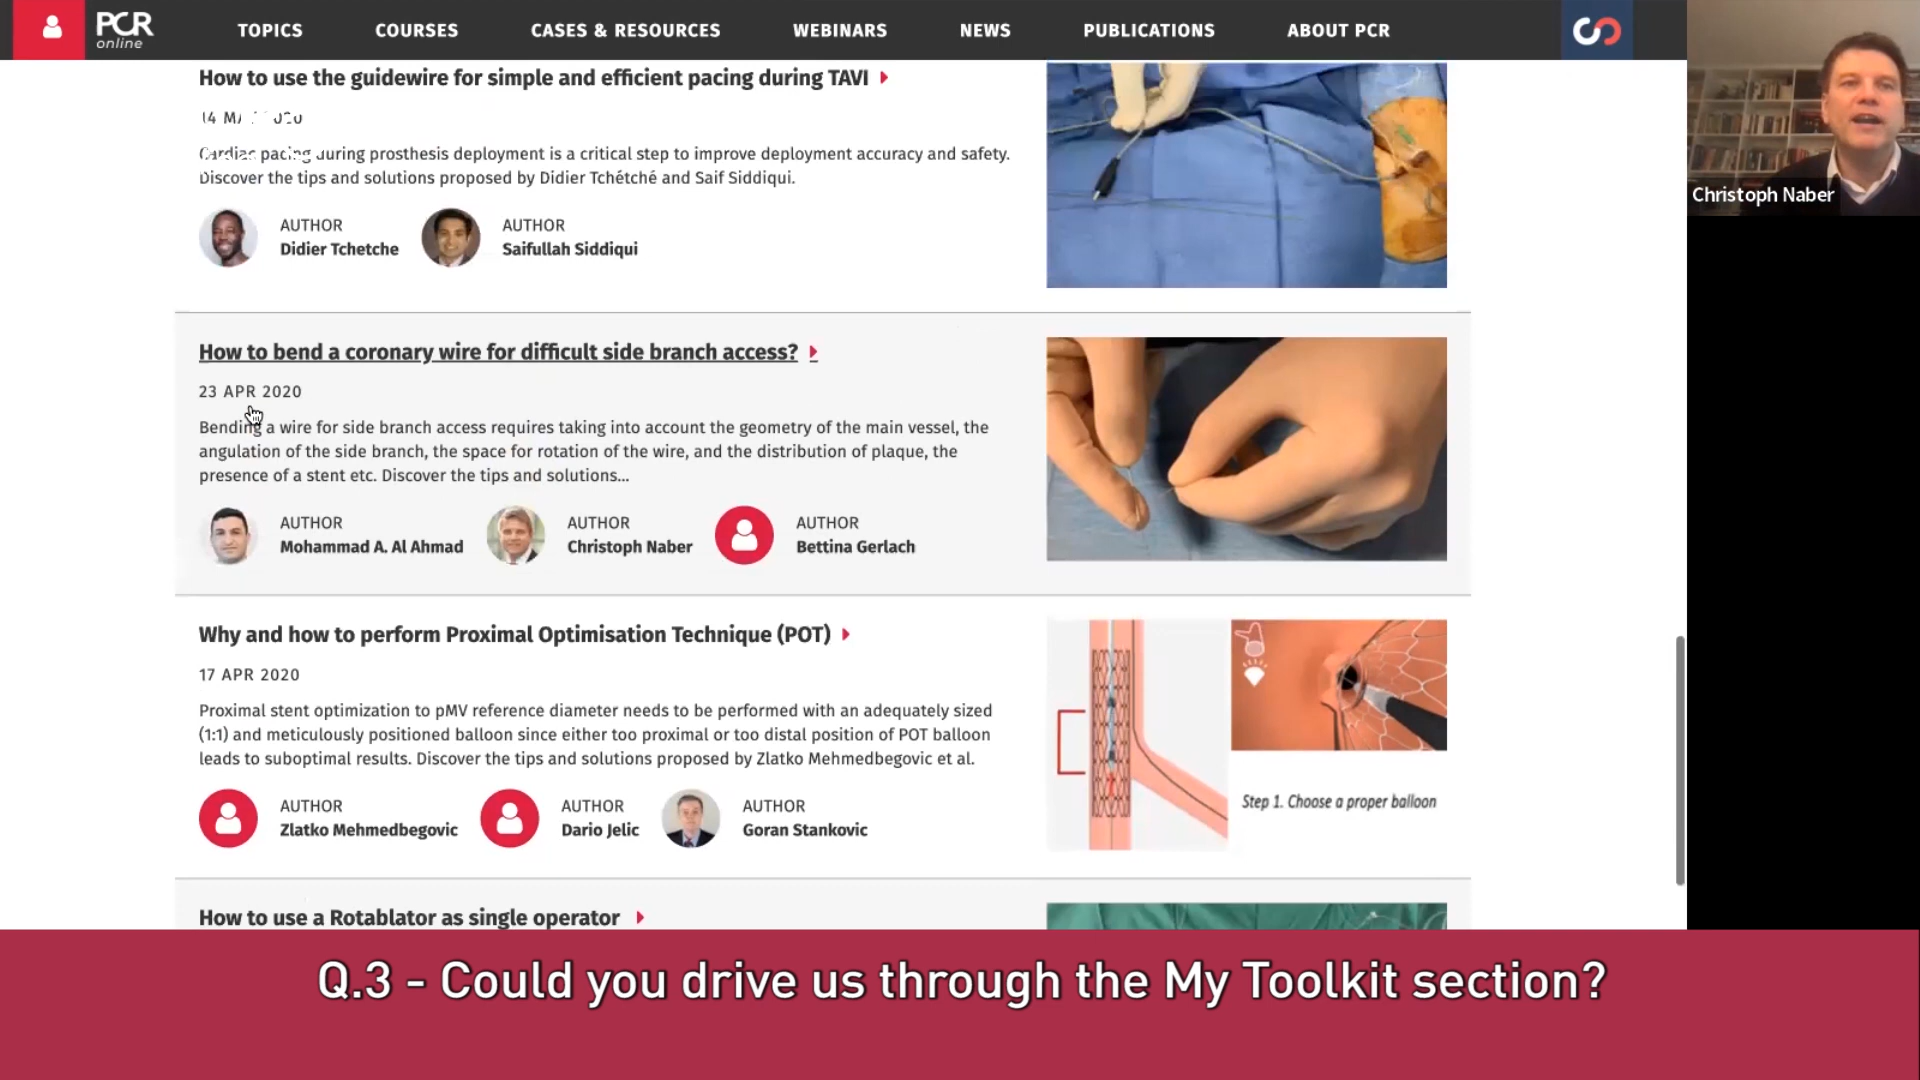 PCR
online
TOPICS
COURSES
CASES & RESOURCES
WEBINARS
NEWS
PUBLICATIONS
ABOUT PCR
How to use the guidewire for simple and efficient pacing during TAVI
Cardiac pacing during prosthesis deployment is a critical step to improve deployment accuracy and safety.
Discover the tips and solutions proposed by Didier Tchétché and Saif Siddiqui.
AUTHOR
Didier Tchetche
AUTHOR
Saifullah Siddiqui
Christoph Naber
How to bend a coronary wire for difficult side branch access?
23 APR 2020
Bending a wire for side branch access requires taking into account the geometry of the main vessel, the
angulation of the side branch, the space for rotation of the wire, and the distribution of plaque, the
presence of a stent etc. Discover the tips and solutions...
AUTHOR
Mohammad A. Al Ahmad
AUTHOR
Christoph Naber
AUTHOR
Bettina Gerlach
Why and how to perform Proximal Optimisation Technique (POT)
17 APR 2020
Proximal stent optimization to pMV reference diameter needs to be performed with an adequately sized
(1:1) and meticulously positioned balloon since either too proximal or too distal position of POT balloon
leads to suboptimal results. Discover the tips and solutions proposed by Zlatko Mehmedbegovic et al.
AUTHOR
Zlatko Mehmedbegovic
AUTHOR
Dario Jelic
AUTHOR
Goran Stankovic
Step 1. Choose a proper balloon
How to use a Rotablator as single operator
Q.3 - Could you drive us through the My Toolkit section?